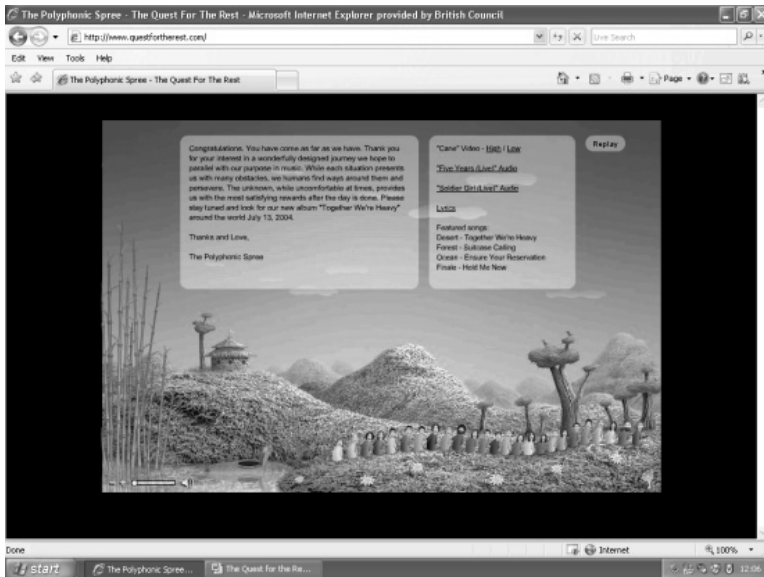 The Polyphonic Spree - The Quest For The Rest - Microsoft Internet Explorer provided by British Council
http://www.questfortherest.com/
Live Search
Edit View Tools Help
The Polyphonic Spree - The Quest For The Rest
Page
Congratulations. You have come as far as we have. Thank you
for your interest in a wonderfully designed journey we hope to
parallel with our purpose in music. While each situation presents
us with many obstacles, we humans find ways around them and
persevere. The unknown, while uncomfortable at times, provides
us with the most satisfying rewards after the day is done. Please
stay tuned and look for our new album "Together We're Heavy"
around the world July 13, 2004.
Thanks and Love,
The Polyphonic Spree
"Cane" Video - High / Low
"Five Years (Live)" Audio
"Soldier Girl (Live)" Audio
Lyrics
Featured songs:
Desert - Together We're Heavy
Forest - Suitcase Calling
Ocean - Ensure Your Reservation
Finale - Hold Me Now
Replay
Done
Internet
100%
start
The Polyphonic Spree...
The Quest for the Re...
12:06